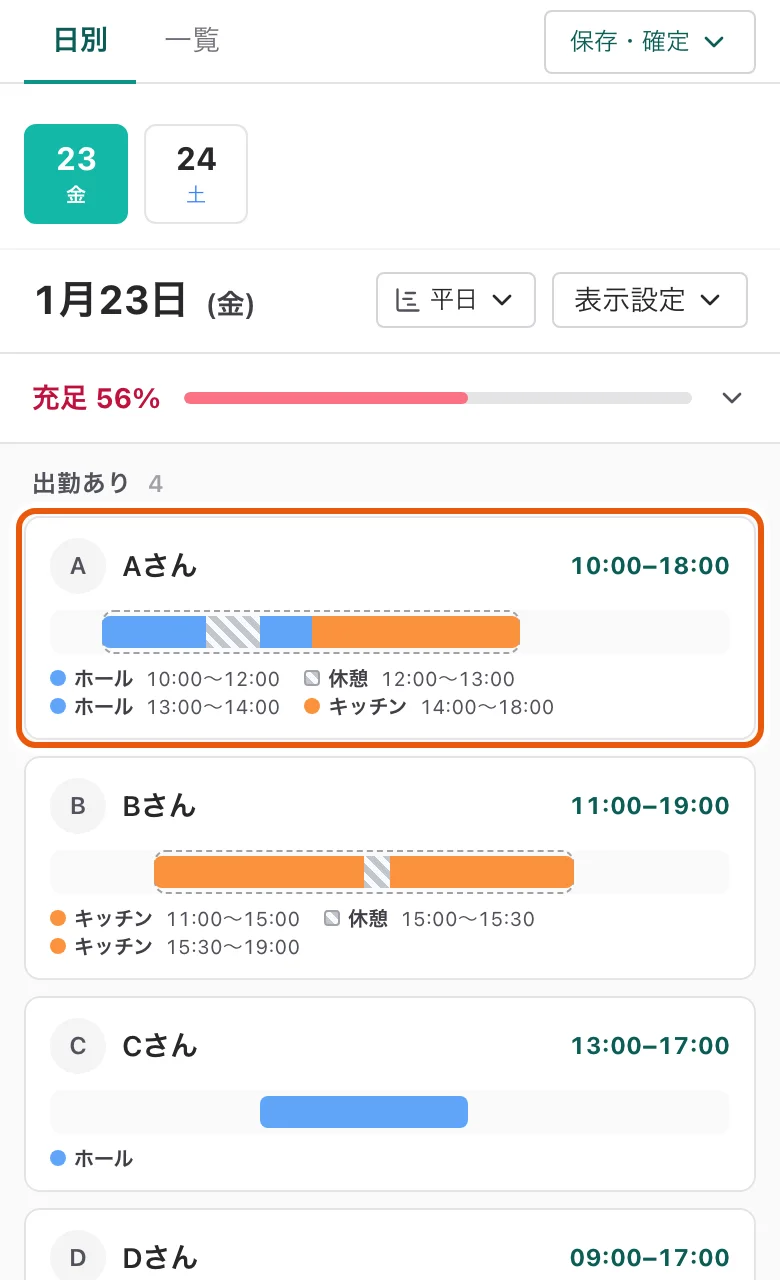 日別 一覧 保存・確定
23 24
金 土
1月23日 (金) 平日 表示設定
充足 56%
出勤あり 4
A Aさん 10:00–18:00
ホール 10:00〜12:00 休憩 12:00〜13:00
ホール 13:00〜14:00 キッチン 14:00〜18:00
B Bさん 11:00–19:00
キッチン 11:00〜15:00 休憩 15:00〜15:30
キッチン 15:30〜19:00
C Cさん 13:00–17:00
ホール
D Dさん 09:00–17:00